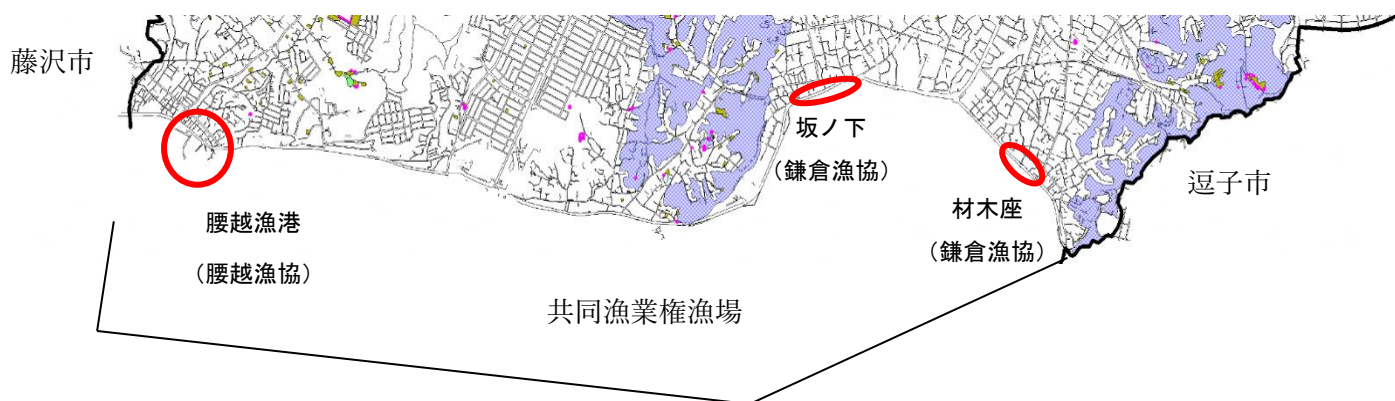 藤沢市
坂ノ下
(鎌倉漁協)
逗子市
材木座
(鎌倉漁協)
腰越漁港
(腰越漁協)
共同漁業権漁場